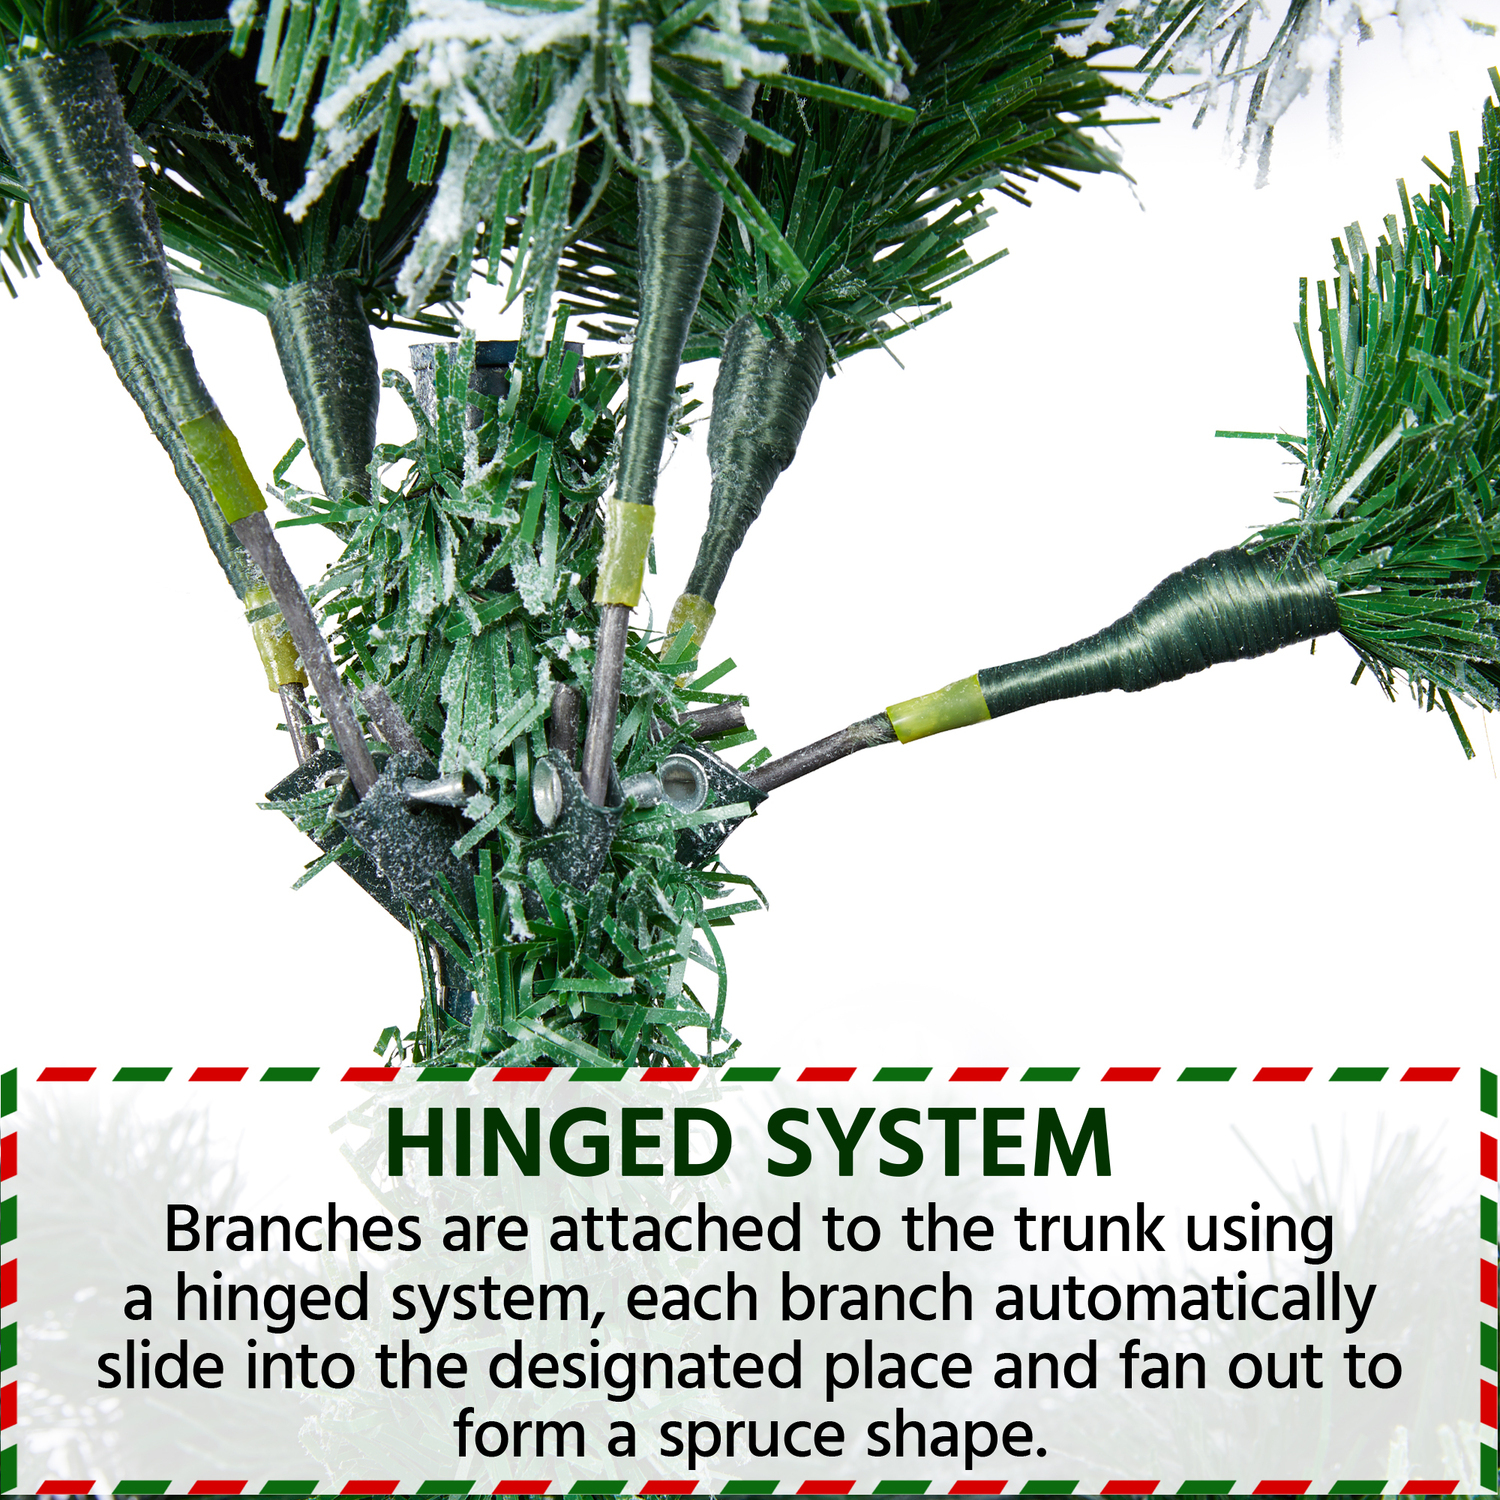 HINGED SYSTEM
Branches are attached to the trunk using
a hinged system, each branch automatically
slide into the designated place and fan out to
form a spruce shape.